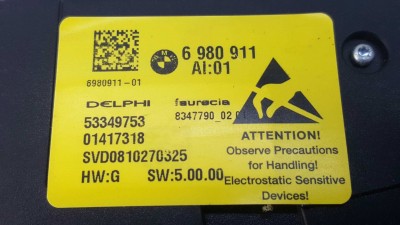 BMW
6 980 911
AI:01
6980911-01
DELPHI faurecia
53349753 8347790_02
01417318
SVD0810270325
HW:G SW:5.00.00
ATTENTION!
Observe Precautions
for Handling!
Electrostatic Sensitive
Devices!